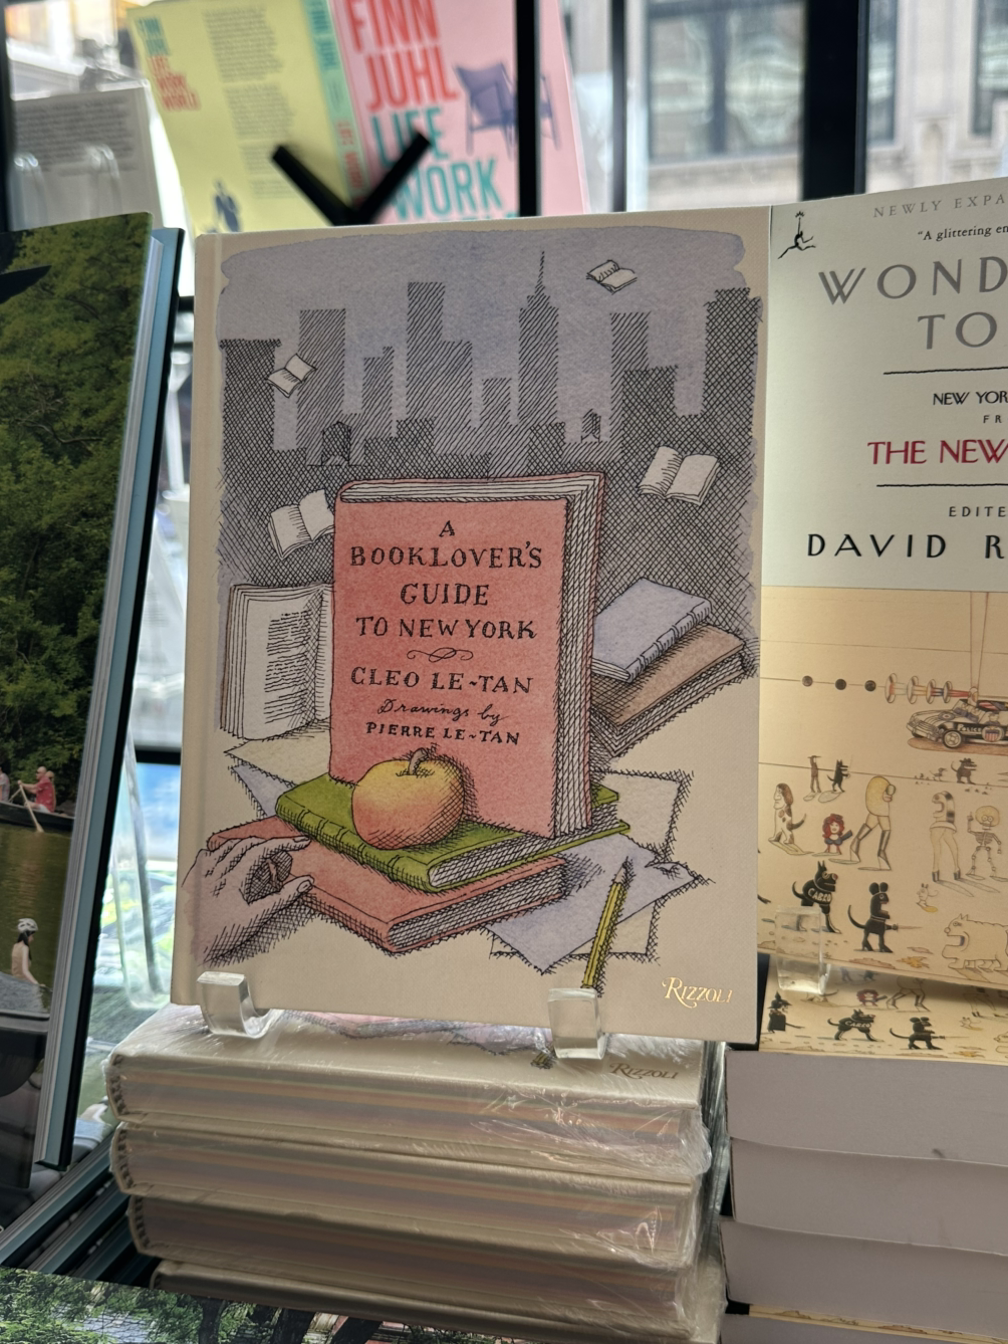 FINN
JUHL
LIFE
WORK
A
BOOKLOVER'S
GUIDE
TO NEW YORK
CLEO LE-TAN
Drawings by
PIERRE LE-TAN
RIZZOLI
RIZZOLI
NEWLY EXPA
"A glittering en
WOND
TO
NEW YOR
FR
THE NEW
EDITE
DAVID R